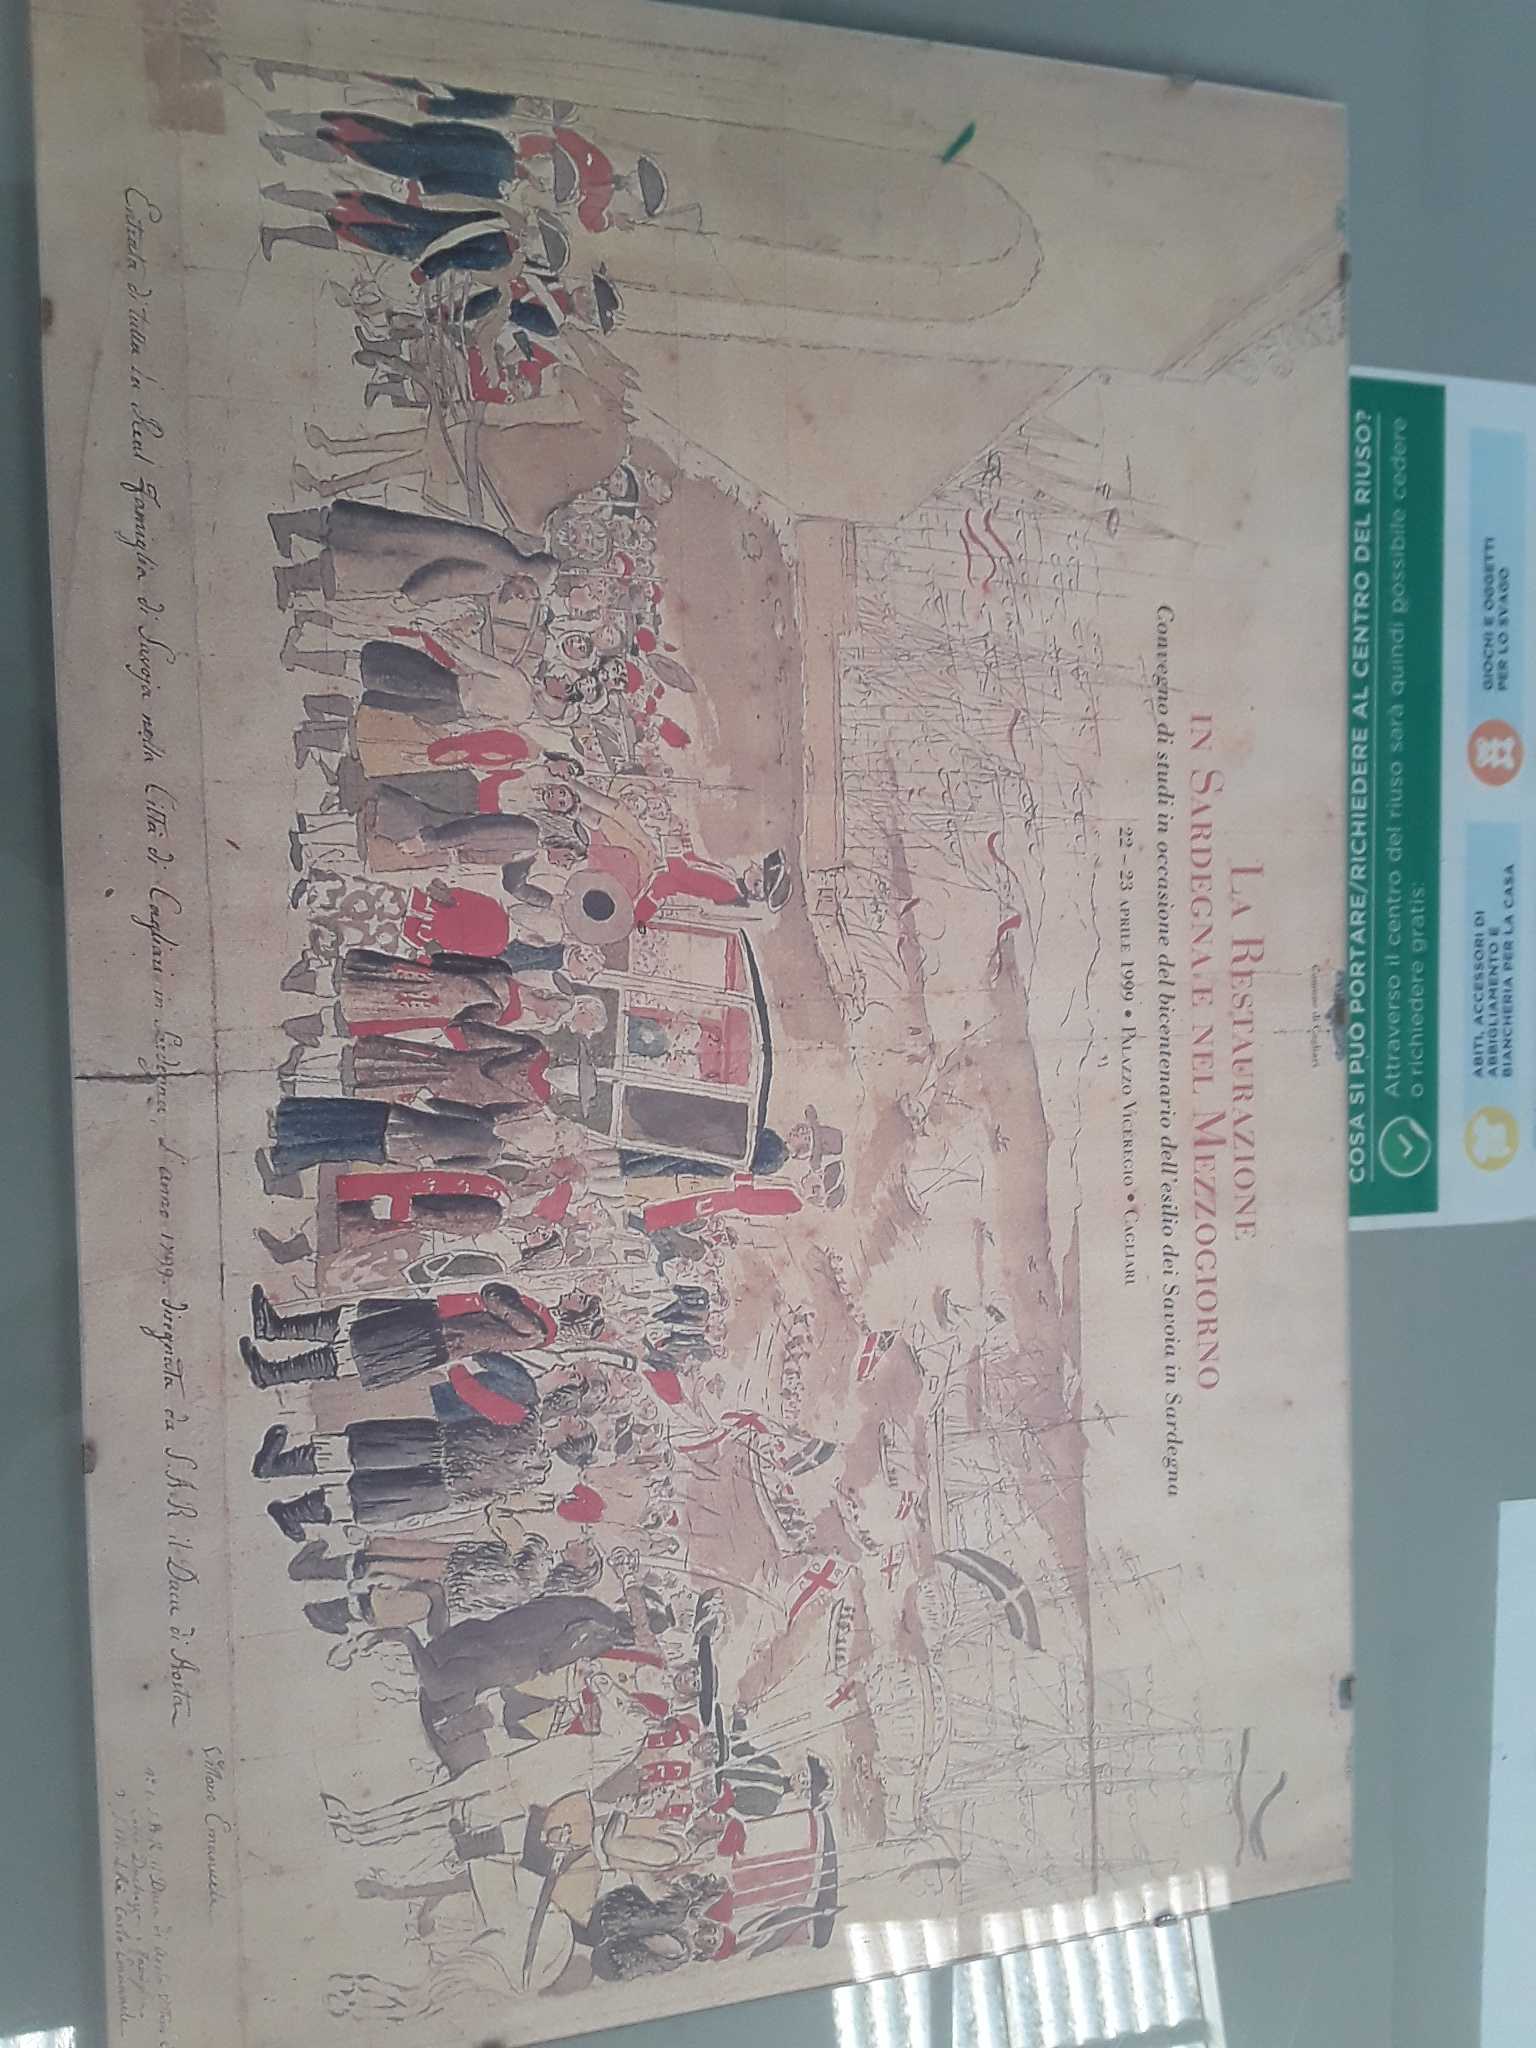 Comune di Cagliari
LA RESTAURAZIONE
IN SARDEGNA E NEL MEZZOGIORNO
Convegno di studi in occasione del bicentenario dell'esilio dei Savoia in Sardegna
22 - 23 APRILE 1999 • PALAZZO VICEREGIO • CAGLIARI
Entrata di tutta la Real Famiglia di Savoja nella Città di Cagliari in Sardegna, L'anno 1799. disegnata da S.A.R. il Duca di Aosta
Vittorio Emanuele
COSA SI PUÒ PORTARE/RICHIEDERE AL CENTRO DEL RIUSO?
Attraverso il centro del riuso sarà quindi possibile cedere
o richiedere gratis:
GIOCHI E OGGETTI
PER LO SVAGO
ABITI, ACCESSORI DI
ABBIGLIAMENTO E
BIANCHERIA PER LA CASA